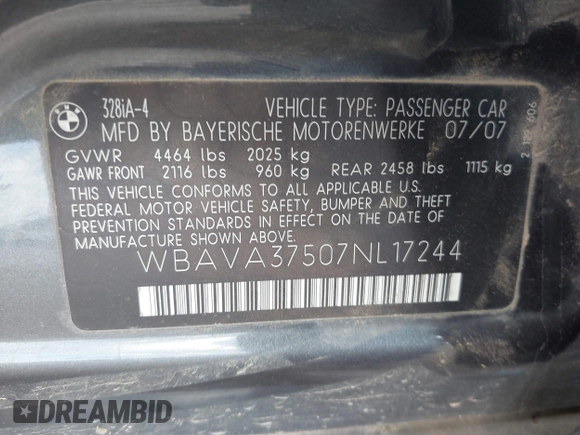 BMW
328iA-4 VEHICLE TYPE: PASSENGER CAR
MFD BY BAYERISCHE MOTORENWERKE 07/07
GVWR 4464 lbs 2025 kg
GAWR FRONT 2116 lbs 960 kg REAR 2458 lbs 1115 kg
THIS VEHICLE CONFORMS TO ALL APPLICABLE U.S.
FEDERAL MOTOR VEHICLE SAFETY, BUMPER AND THEFT
PREVENTION STANDARDS IN EFFECT ON THE DATE OF
MANUFACTURE SHOWN ABOVE.
WBAVA37507NL17244
DREAMBID